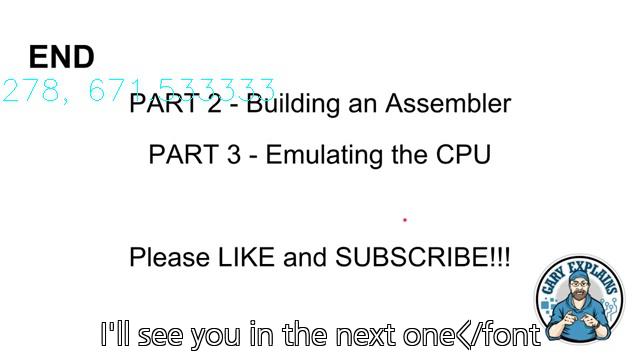 END
278, 671.533333
PART 2 - Building an Assembler
PART 3 - Emulating the CPU
Please LIKE and SUBSCRIBE!!!
GARY EXPLAINS
I'll see you in the next one</font